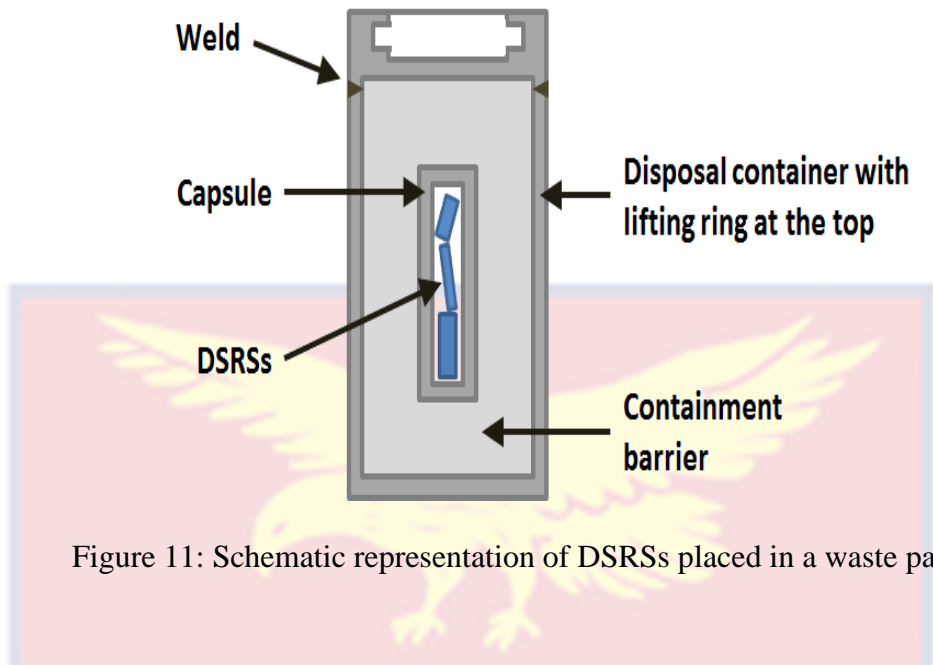 Weld
Capsule
Disposal container with
lifting ring at the top
DSRSs
Containment
barrier
Figure 11: Schematic representation of DSRSs placed in a waste pa